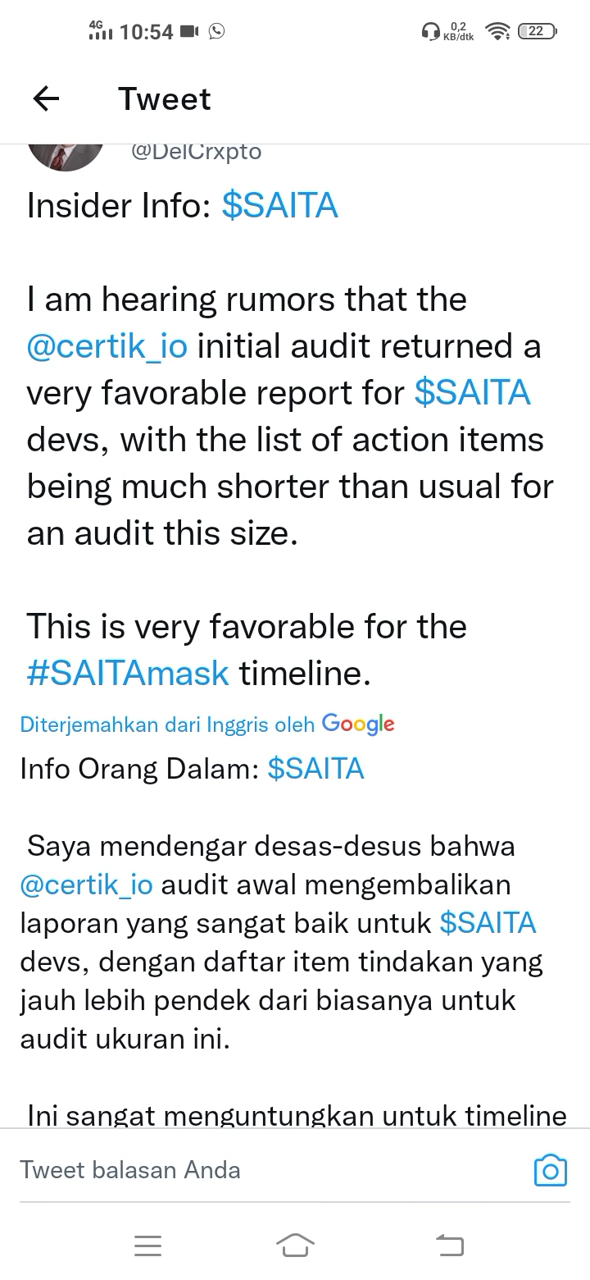 4G 10:54 0,2 KB/dtk 22
Tweet
@DelCrxpto
Insider Info: $SAITA
I am hearing rumors that the
@certik_io initial audit returned a
very favorable report for $SAITA
devs, with the list of action items
being much shorter than usual for
an audit this size.
This is very favorable for the
#SAITAmask timeline.
Diterjemahkan dari Inggris oleh Google
Info Orang Dalam: $SAITA
Saya mendengar desas-desus bahwa
@certik_io audit awal mengembalikan
laporan yang sangat baik untuk $SAITA
devs, dengan daftar item tindakan yang
jauh lebih pendek dari biasanya untuk
audit ukuran ini.
Ini sangat menguntungkan untuk timeline
Tweet balasan Anda